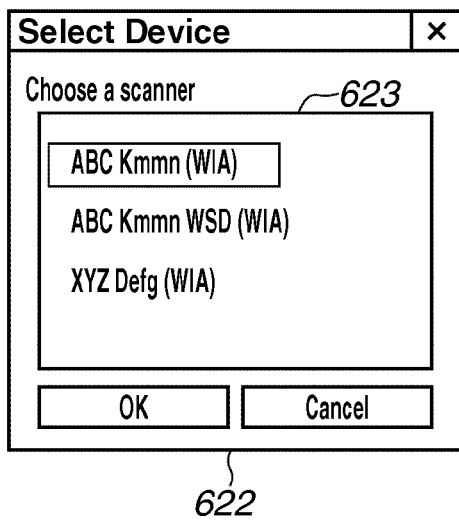 Select Device ×
Choose a scanner
623
ABC Kmmn (WIA)
ABC Kmmn WSD (WIA)
XYZ Defg (WIA)
OK Cancel
622